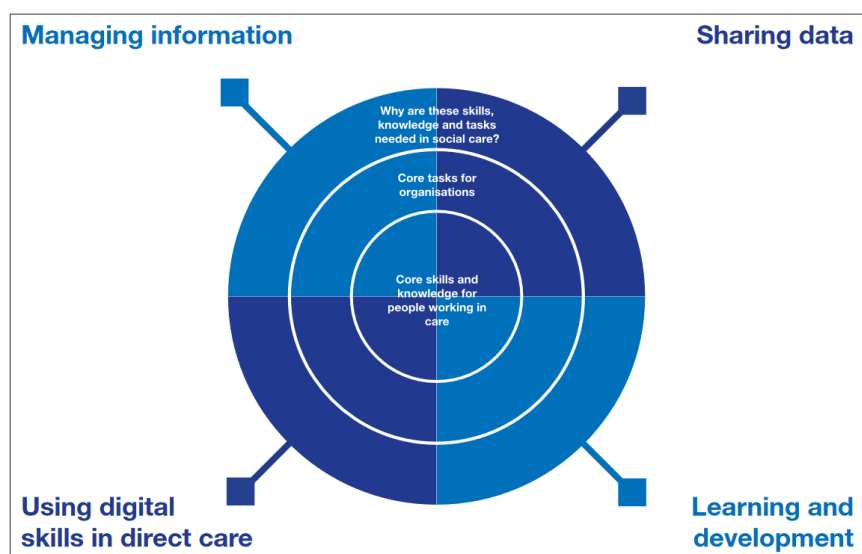 Managing information
Sharing data
Why are these skills,
knowledge and tasks
needed in social care?
Core tasks for
organisations
Core skills and
knowledge for
people working in
care
Using digital
skills in direct care
Learning and
development